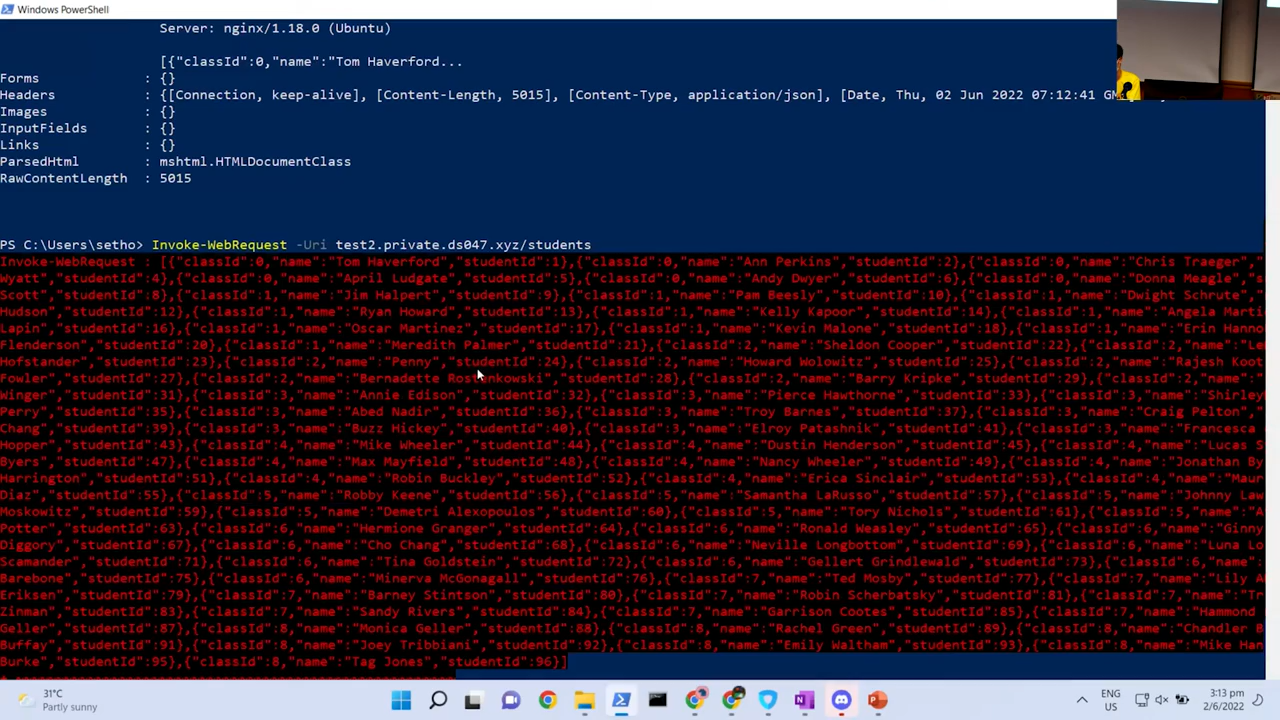 Windows PowerShell
Server: nginx/1.18.0 (Ubuntu)
[{"classId":0,"name":"Tom Haverford...
Forms : {}
Headers : {[Connection, keep-alive], [Content-Length, 5015], [Content-Type, application/json], [Date, Thu, 02 Jun 2022 07:12:41 GM
Images : {}
InputFields : {}
Links : {}
ParsedHtml : mshtml.HTMLDocumentClass
RawContentLength : 5015
PS C:\Users\setho> Invoke-WebRequest -Uri test2.private.ds047.xyz/students
Invoke-WebRequest : [{"classId":0,"name":"Tom Haverford","studentId":1},{"classId":0,"name":"Ann Perkins","studentId":2},{"classId":0,"name":"Chris Traeger",
Wyatt","studentId":4},{"classId":0,"name":"April Ludgate","studentId":5},{"classId":0,"name":"Andy Dwyer","studentId":6},{"classId":0,"name":"Donna Meagle","studentId
Scott","studentId":8},{"classId":1,"name":"Jim Halpert","studentId":9},{"classId":1,"name":"Pam Beesly","studentId":10},{"classId":1,"name":"Dwight Schrute","studentI
Hudson","studentId":12},{"classId":1,"name":"Ryan Howard","studentId":13},{"classId":1,"name":"Kelly Kapoor","studentId":14},{"classId":1,"name":"Angela Marti
Lapin","studentId":16},{"classId":1,"name":"Oscar Martinez","studentId":17},{"classId":1,"name":"Kevin Malone","studentId":18},{"classId":1,"name":"Erin Hanno
Flenderson","studentId":20},{"classId":1,"name":"Meredith Palmer","studentId":21},{"classId":2,"name":"Sheldon Cooper","studentId":22},{"classId":2,"name":"Leo
Hofstander","studentId":23},{"classId":2,"name":"Penny","studentId":24},{"classId":2,"name":"Howard Wolowitz","studentId":25},{"classId":2,"name":"Rajesh Koot
Fowler","studentId":27},{"classId":2,"name":"Bernadette Rostenkowski","studentId":28},{"classId":2,"name":"Barry Kripke","studentId":29},{"classId":3,"name":"
Winger","studentId":31},{"classId":3,"name":"Annie Edison","studentId":32},{"classId":3,"name":"Pierce Hawthorne","studentId":33},{"classId":3,"name":"Shirley
Perry","studentId":35},{"classId":3,"name":"Abed Nadir","studentId":36},{"classId":3,"name":"Troy Barnes","studentId":37},{"classId":3,"name":"Craig Pelton","
Chang","studentId":39},{"classId":3,"name":"Buzz Hickey","studentId":40},{"classId":3,"name":"Elroy Patashnik","studentId":41},{"classId":3,"name":"Francesca
Hopper","studentId":43},{"classId":4,"name":"Mike Wheeler","studentId":44},{"classId":4,"name":"Dustin Henderson","studentId":45},{"classId":4,"name":"Lucas S
Byers","studentId":47},{"classId":4,"name":"Max Mayfield","studentId":48},{"classId":4,"name":"Nancy Wheeler","studentId":49},{"classId":4,"name":"Jonathan By
Harrington","studentId":51},{"classId":4,"name":"Robin Buckley","studentId":52},{"classId":4,"name":"Erica Sinclair","studentId":53},{"classId":4,"name":"Maur
Diaz","studentId":55},{"classId":5,"name":"Robby Keene","studentId":56},{"classId":5,"name":"Samantha LaRusso","studentId":57},{"classId":5,"name":"Johnny Law
Moskowitz","studentId":59},{"classId":5,"name":"Demetri Alexopoulos","studentId":60},{"classId":5,"name":"Tory Nichols","studentId":61},{"classId":5,"name":"A
Potter","studentId":63},{"classId":6,"name":"Hermione Granger","studentId":64},{"classId":6,"name":"Ronald Weasley","studentId":65},{"classId":6,"name":"Ginny
Diggory","studentId":67},{"classId":6,"name":"Cho Chang","studentId":68},{"classId":6,"name":"Neville Longbottom","studentId":69},{"classId":6,"name":"Luna Lo
Scamander","studentId":71},{"classId":6,"name":"Tina Goldstein","studentId":72},{"classId":6,"name":"Gellert Grindlewald","studentId":73},{"classId":6,"name":
Barebone","studentId":75},{"classId":6,"name":"Minerva McGonagall","studentId":76},{"classId":7,"name":"Ted Mosby","studentId":77},{"classId":7,"name":"Lily A
Eriksen","studentId":79},{"classId":7,"name":"Barney Stintson","studentId":80},{"classId":7,"name":"Robin Scherbatsky","studentId":81},{"classId":7,"name":"Tr
Zinman","studentId":83},{"classId":7,"name":"Sandy Rivers","studentId":84},{"classId":7,"name":"Garrison Cootes","studentId":85},{"classId":7,"name":"Hammond
Geller","studentId":87},{"classId":8,"name":"Monica Geller","studentId":88},{"classId":8,"name":"Rachel Green","studentId":89},{"classId":8,"name":"Chandler B
Buffay","studentId":91},{"classId":8,"name":"Joey Tribbiani","studentId":92},{"classId":8,"name":"Emily Waltham","studentId":93},{"classId":8,"name":"Mike Han
Burke","studentId":95},{"classId":8,"name":"Tag Jones","studentId":96}]
31°C
Partly sunny
ENG
US
3:13 pm
2/6/2022